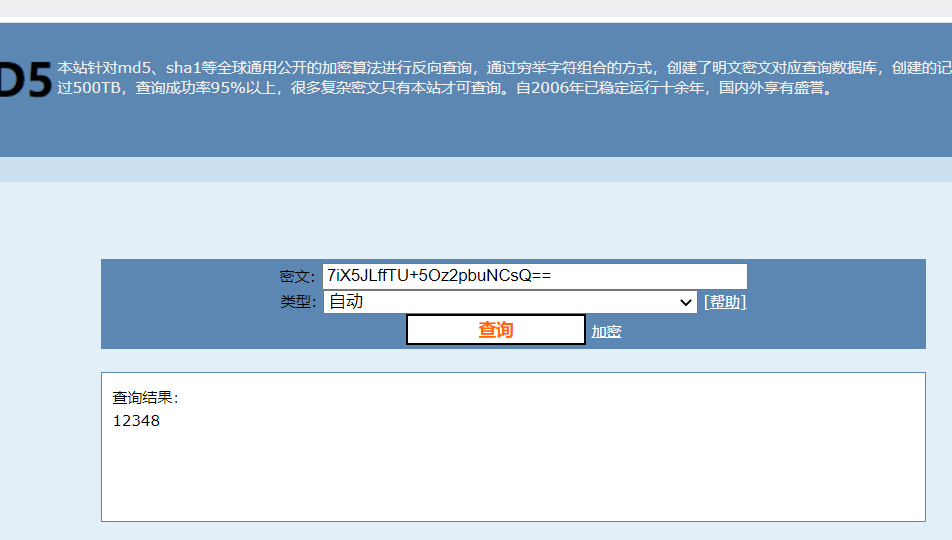 D5
本站针对md5、sha1等全球通用公开的加密算法进行反向查询，通过穷举字符组合的方式，创建了明文密文对应查询数据库，创建的记
过500TB，查询成功率95%以上，很多复杂密文只有本站才可查询。自2006年已稳定运行十余年，国内外享有盛誉。
密文： 7iX5JLffTU+5Oz2pbuNCsQ==
类型： 自动 [帮助]
查询 加密
查询结果：
12348